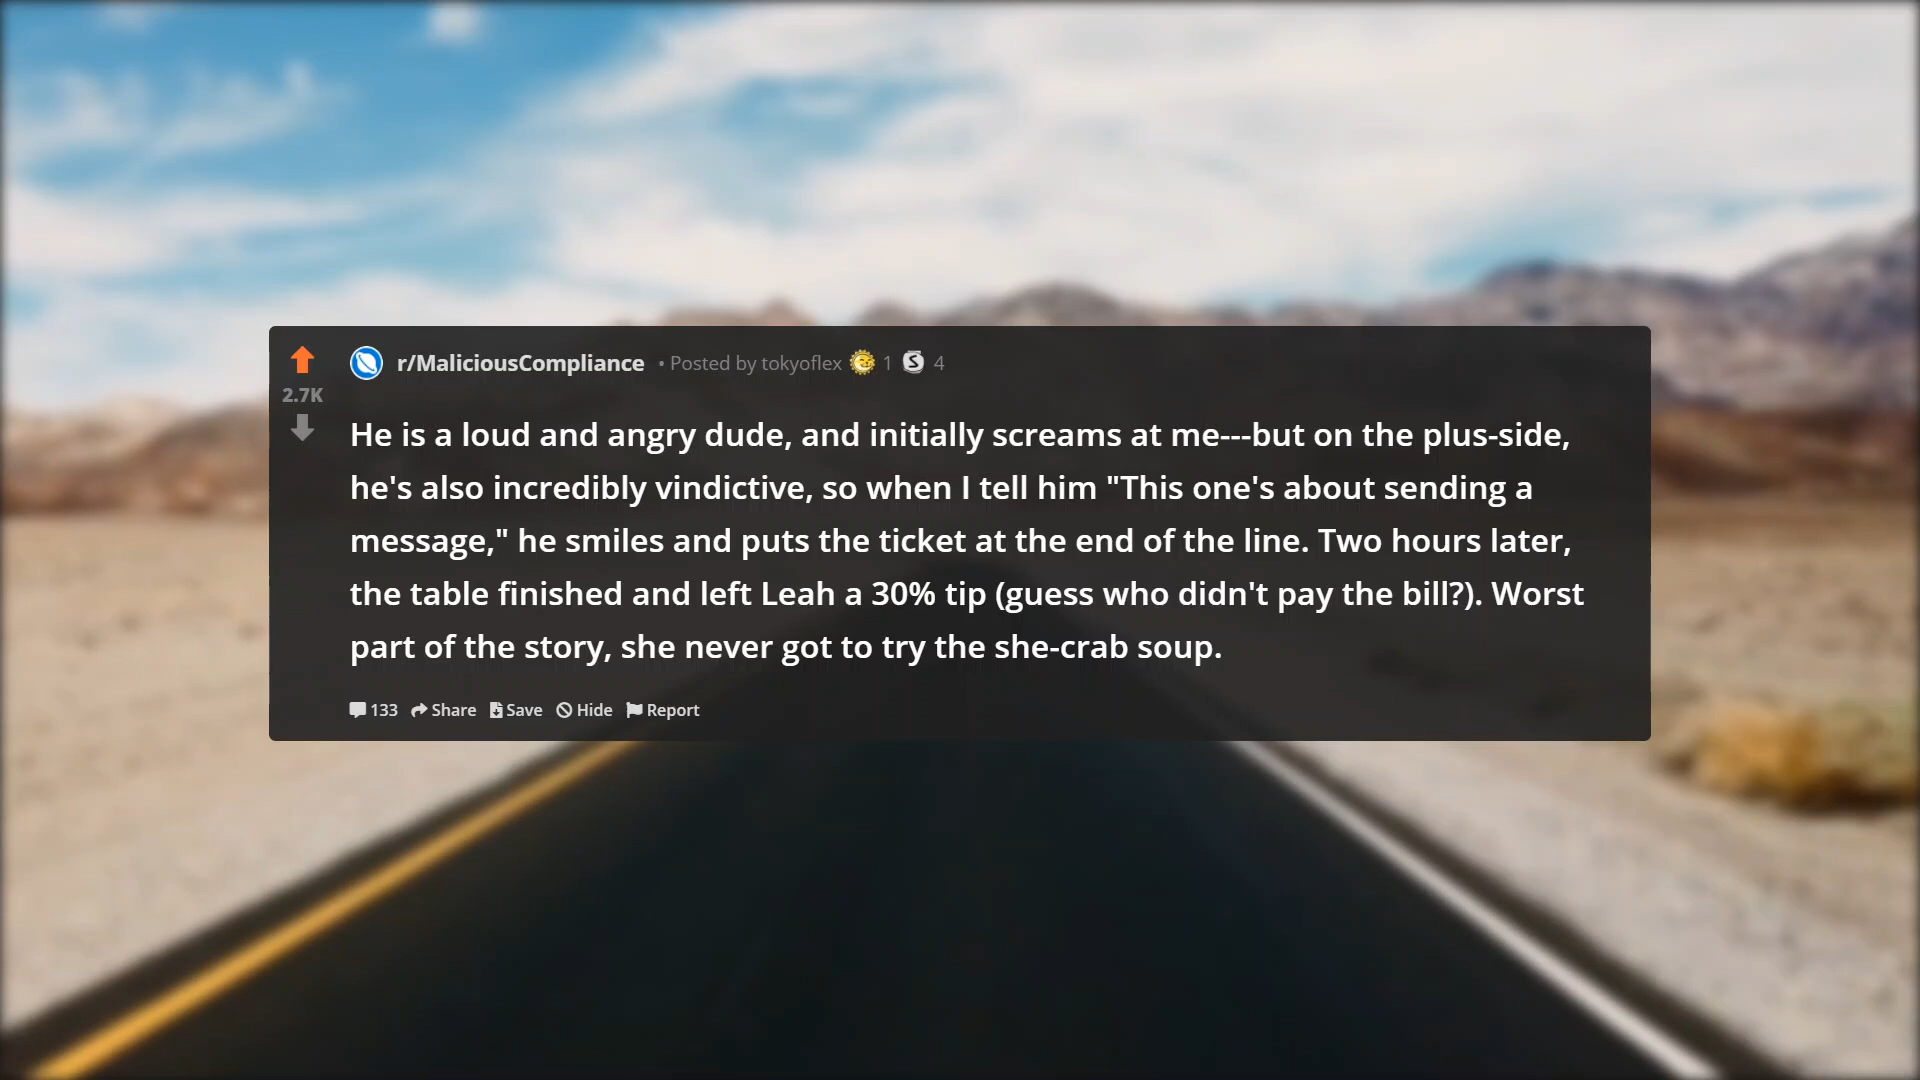 r/MaliciousCompliance • Posted by tokyoflex 1 4
2.7K
He is a loud and angry dude, and initially screams at me---but on the plus-side,
he's also incredibly vindictive, so when I tell him "This one's about sending a
message," he smiles and puts the ticket at the end of the line. Two hours later,
the table finished and left Leah a 30% tip (guess who didn't pay the bill?). Worst
part of the story, she never got to try the she-crab soup.
133 Share Save Hide Report